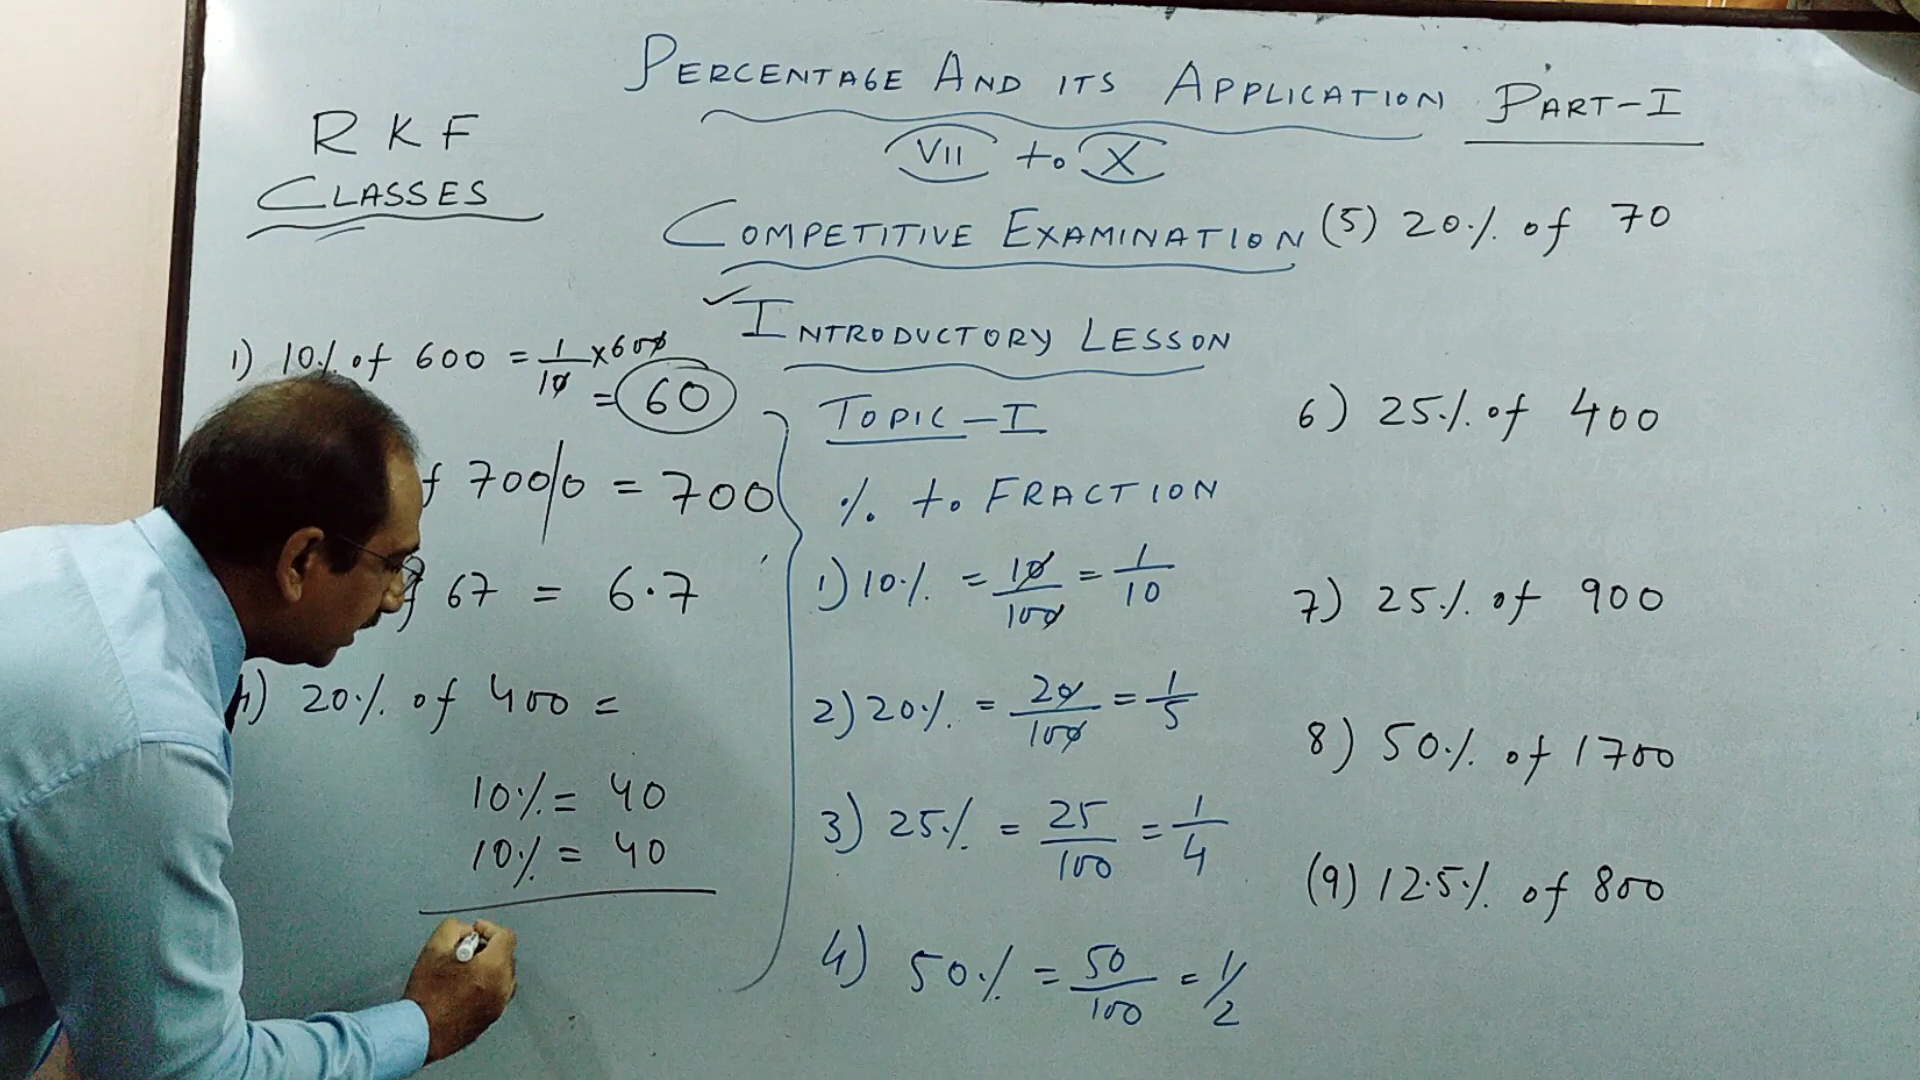 PERCENTAGE AND ITS APPLICATION PART-I
VII to X
RKF
CLASSES
COMPETITIVE EXAMINATION
✓INTRODUCTORY LESSON
1) 10% of 600 = 1/10 x 600
= 60
f 700|0 = 700
f 67 = 6.7
4) 20% of 400 =
10% = 40
10% = 40
TOPIC-I
% to FRACTION
1) 10% = 10/100 = 1/10
2) 20% = 20/100 = 1/5
3) 25% = 25/100 = 1/4
4) 50% = 50/100 = 1/2
(5) 20% of 70
6) 25% of 400
7) 25% of 900
8) 50% of 1700
(9) 12.5% of 800